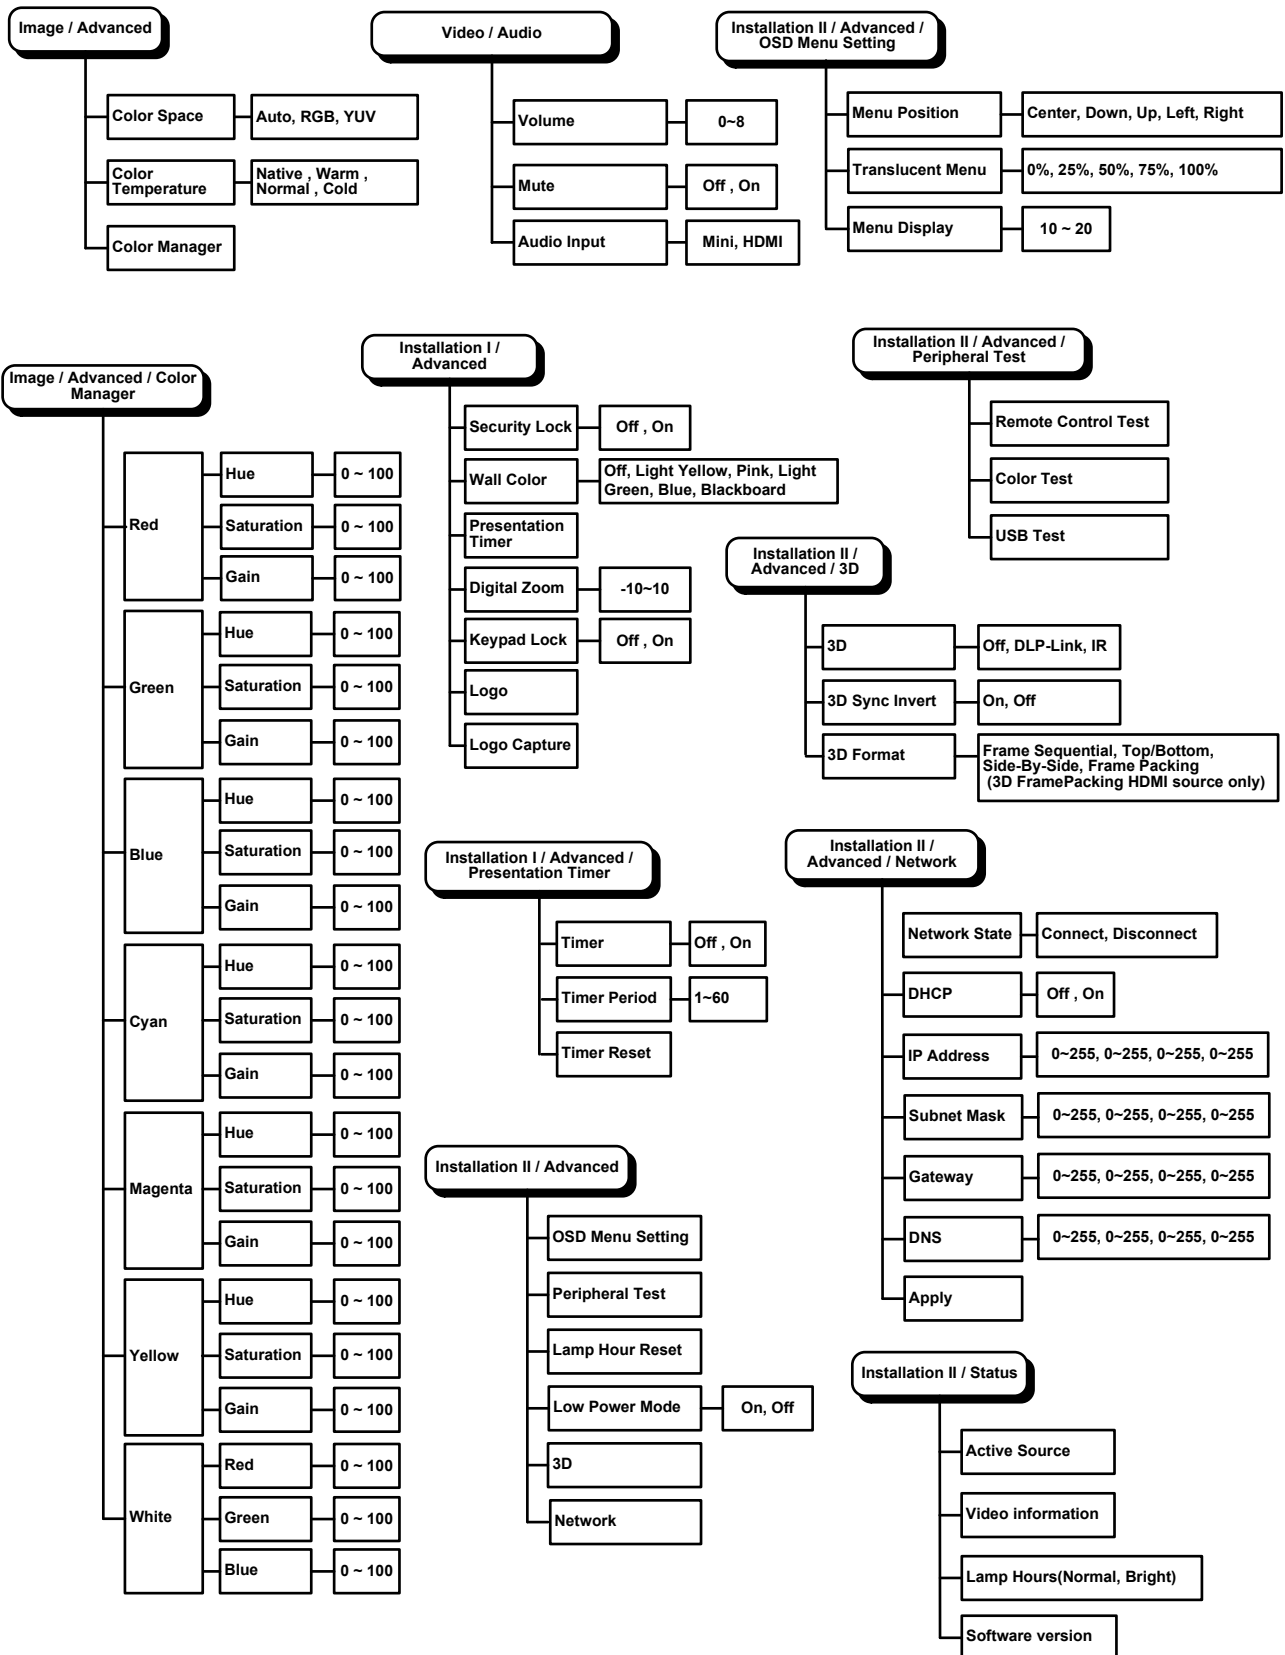 Image / Advanced
Color Space
Auto, RGB, YUV
Color
Temperature
Native , Warm ,
Normal , Cold
Color Manager
Video / Audio
Volume
0~8
Mute
Off , On
Audio Input
Mini, HDMI
Installation II / Advanced /
OSD Menu Setting
Menu Position
Center, Down, Up, Left, Right
Translucent Menu
0%, 25%, 50%, 75%, 100%
Menu Display
10 ~ 20
Image / Advanced / Color
Manager
Red
Hue
0 ~ 100
Saturation
0 ~ 100
Gain
0 ~ 100
Green
Hue
0 ~ 100
Saturation
0 ~ 100
Gain
0 ~ 100
Blue
Hue
0 ~ 100
Saturation
0 ~ 100
Gain
0 ~ 100
Cyan
Hue
0 ~ 100
Saturation
0 ~ 100
Gain
0 ~ 100
Magenta
Hue
0 ~ 100
Saturation
0 ~ 100
Gain
0 ~ 100
Yellow
Hue
0 ~ 100
Saturation
0 ~ 100
Gain
0 ~ 100
White
Red
0 ~ 100
Green
0 ~ 100
Blue
0 ~ 100
Installation I /
Advanced
Security Lock
Off , On
Wall Color
Off, Light Yellow, Pink, Light
Green, Blue, Blackboard
Presentation
Timer
Digital Zoom
-10~10
Keypad Lock
Off , On
Logo
Logo Capture
Installation I / Advanced /
Presentation Timer
Timer
Off , On
Timer Period
1~60
Timer Reset
Installation II / Advanced
OSD Menu Setting
Peripheral Test
Lamp Hour Reset
Low Power Mode
On, Off
3D
Network
Installation II / Advanced /
Peripheral Test
Remote Control Test
Color Test
USB Test
Installation II /
Advanced / 3D
3D
Off, DLP-Link, IR
3D Sync Invert
On, Off
3D Format
Frame Sequential, Top/Bottom,
Side-By-Side, Frame Packing
(3D FramePacking HDMI source only)
Installation II /
Advanced / Network
Network State
Connect, Disconnect
DHCP
Off , On
IP Address
0~255, 0~255, 0~255, 0~255
Subnet Mask
0~255, 0~255, 0~255, 0~255
Gateway
0~255, 0~255, 0~255, 0~255
DNS
0~255, 0~255, 0~255, 0~255
Apply
Installation II / Status
Active Source
Video information
Lamp Hours(Normal, Bright)
Software version